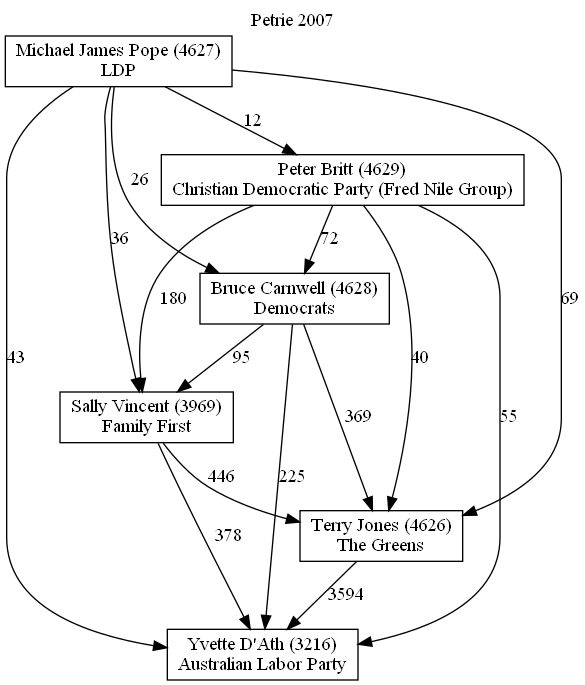 Petrie 2007
Michael James Pope (4627)
LDP
12
Peter Britt (4629)
Christian Democratic Party (Fred Nile Group)
26
36
72
Bruce Carnwell (4628)
Democrats
180
69
43
95
40
Sally Vincent (3969)
Family First
369
55
446
225
Terry Jones (4626)
The Greens
378
3594
Yvette D'Ath (3216)
Australian Labor Party